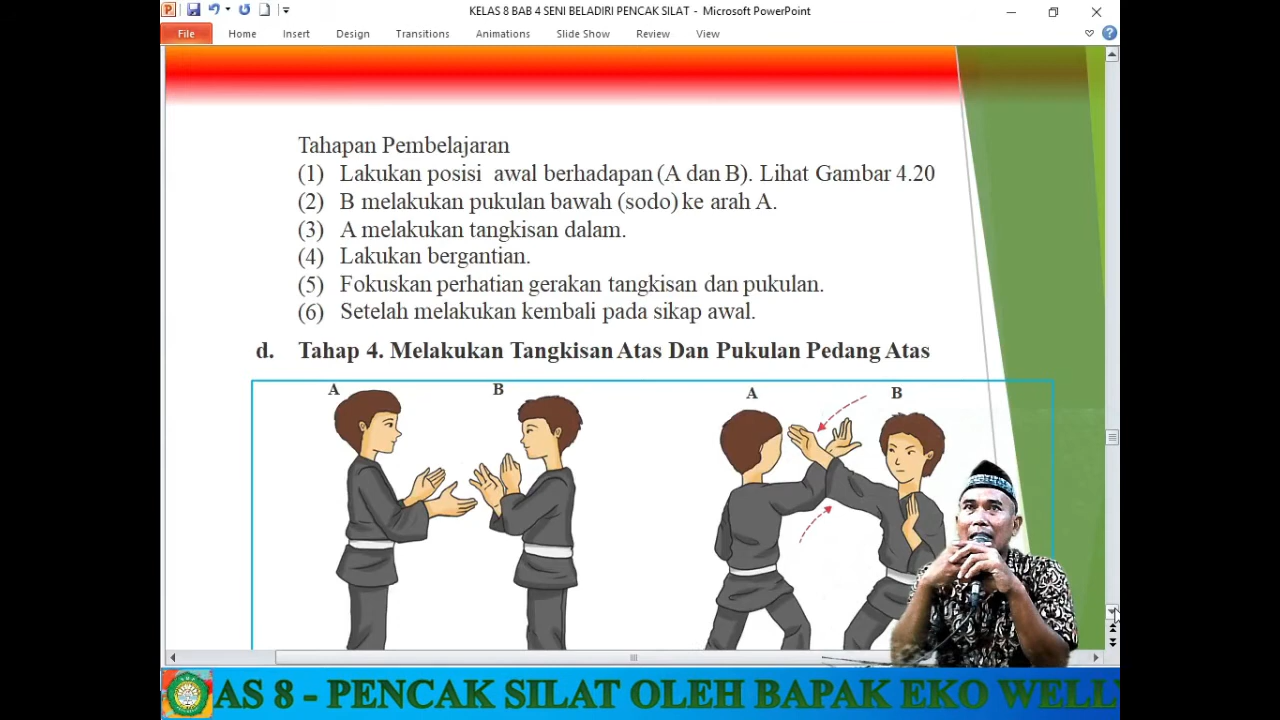 KELAS 8 BAB 4 SENI BELADIRI PENCAK SILAT - Microsoft PowerPoint
File Home Insert Design Transitions Animations Slide Show Review View
Tahapan Pembelajaran
(1) Lakukan posisi awal berhadapan (A dan B). Lihat Gambar 4.20
(2) B melakukan pukulan bawah (sodo) ke arah A.
(3) A melakukan tangkisan dalam.
(4) Lakukan bergantian.
(5) Fokuskan perhatian gerakan tangkisan dan pukulan.
(6) Setelah melakukan kembali pada sikap awal.
d. Tahap 4. Melakukan Tangkisan Atas Dan Pukulan Pedang Atas
A B A B
AS 8 - PENCAK SILAT OLEH BAPAK EKO WELLY